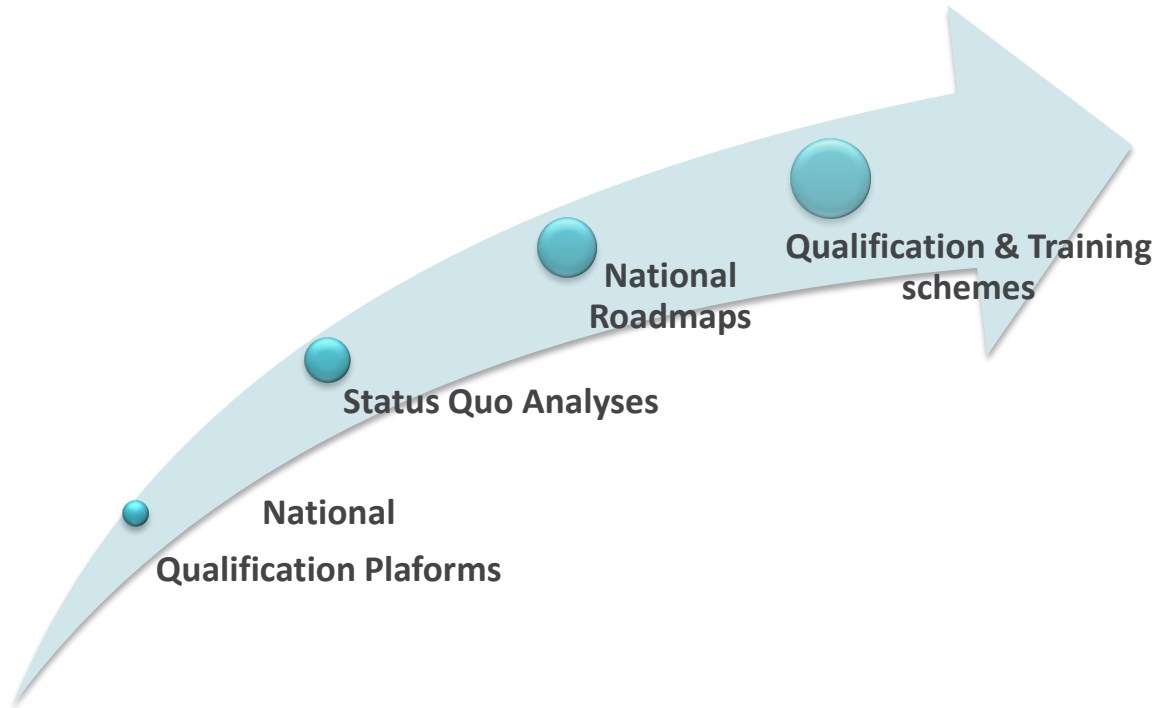 Qualification & Training
schemes
National
Roadmaps
Status Quo Analyses
National
Qualification Plaforms